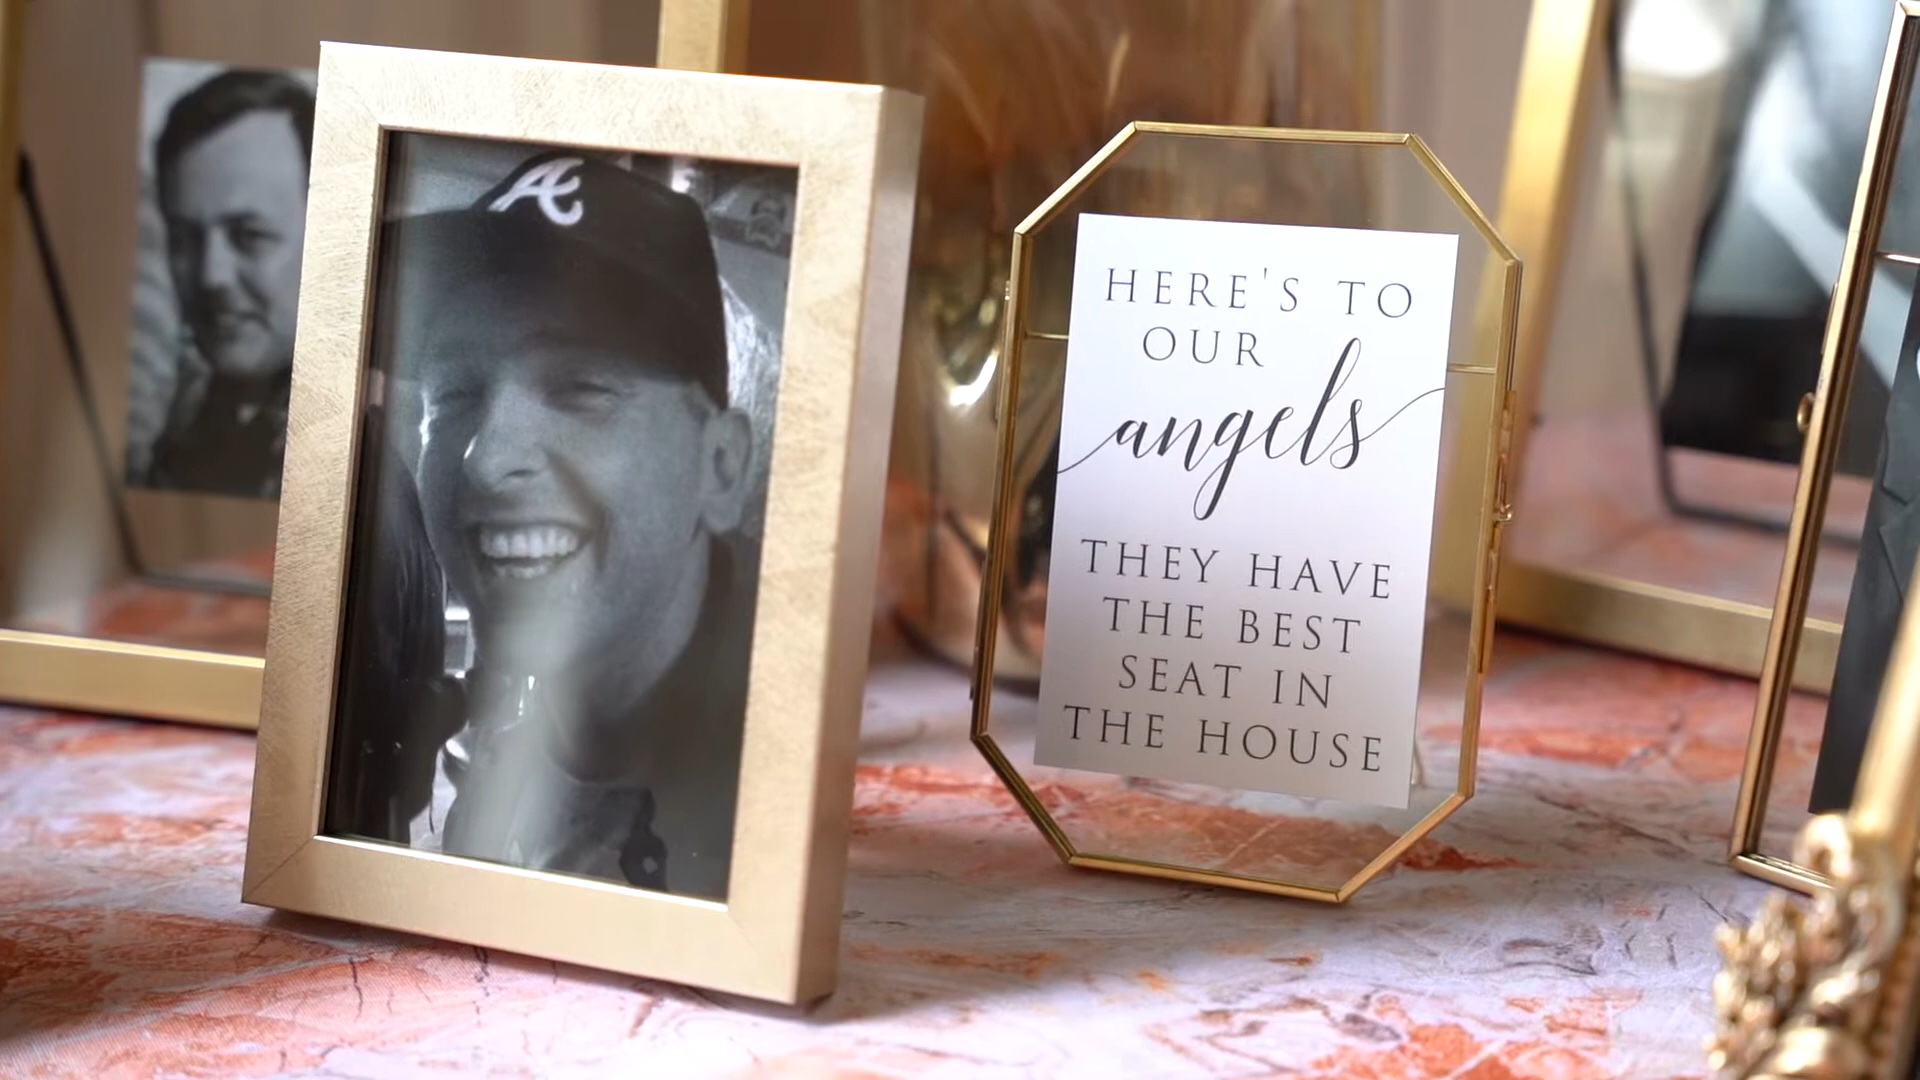 A
HERE'S TO
OUR
angels
THEY HAVE
THE BEST
SEAT IN
THE HOUSE